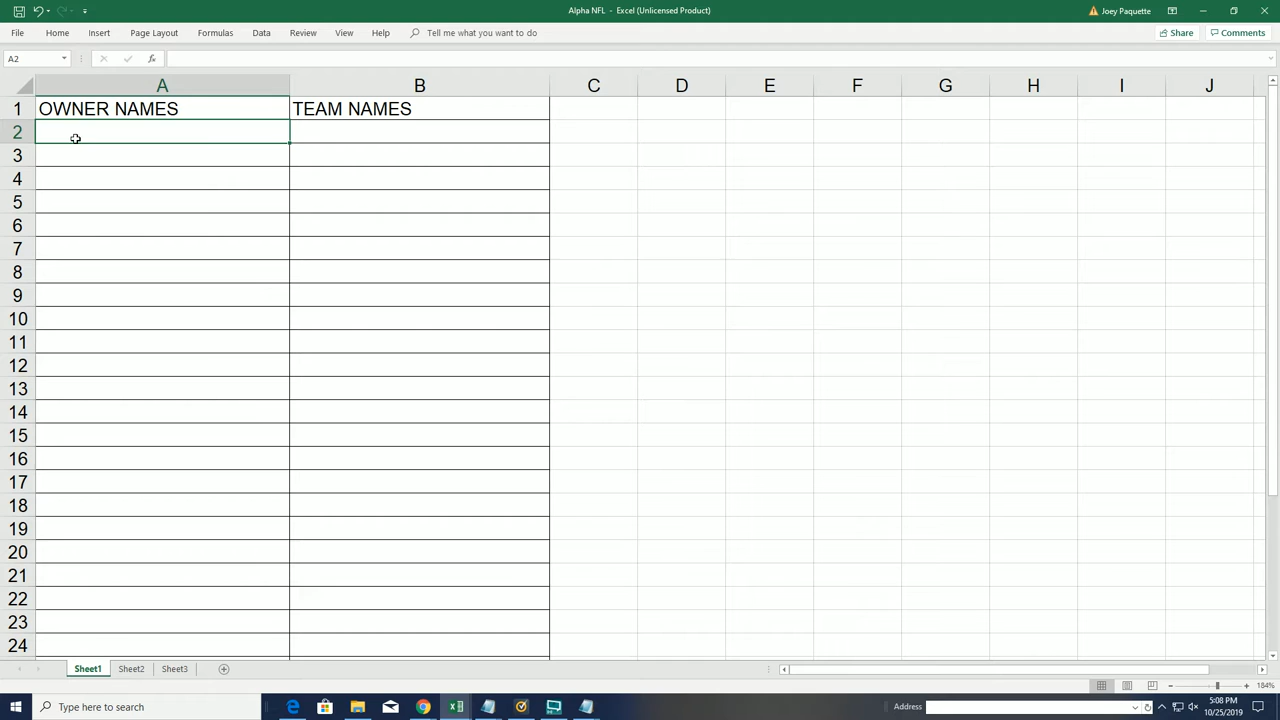 Alpha NFL - Excel (Unlicensed Product)
Joey Paquette
File Home Insert Page Layout Formulas Data Review View Help Tell me what you want to do
Share Comments
A2
fx
A B C D E F G H I J
1 OWNER NAMES TEAM NAMES
2
3
4
5
6
7
8
9
10
11
12
13
14
15
16
17
18
19
20
21
22
23
24
Sheet1 Sheet2 Sheet3
184%
Type here to search
Address
5:08 PM
10/25/2019